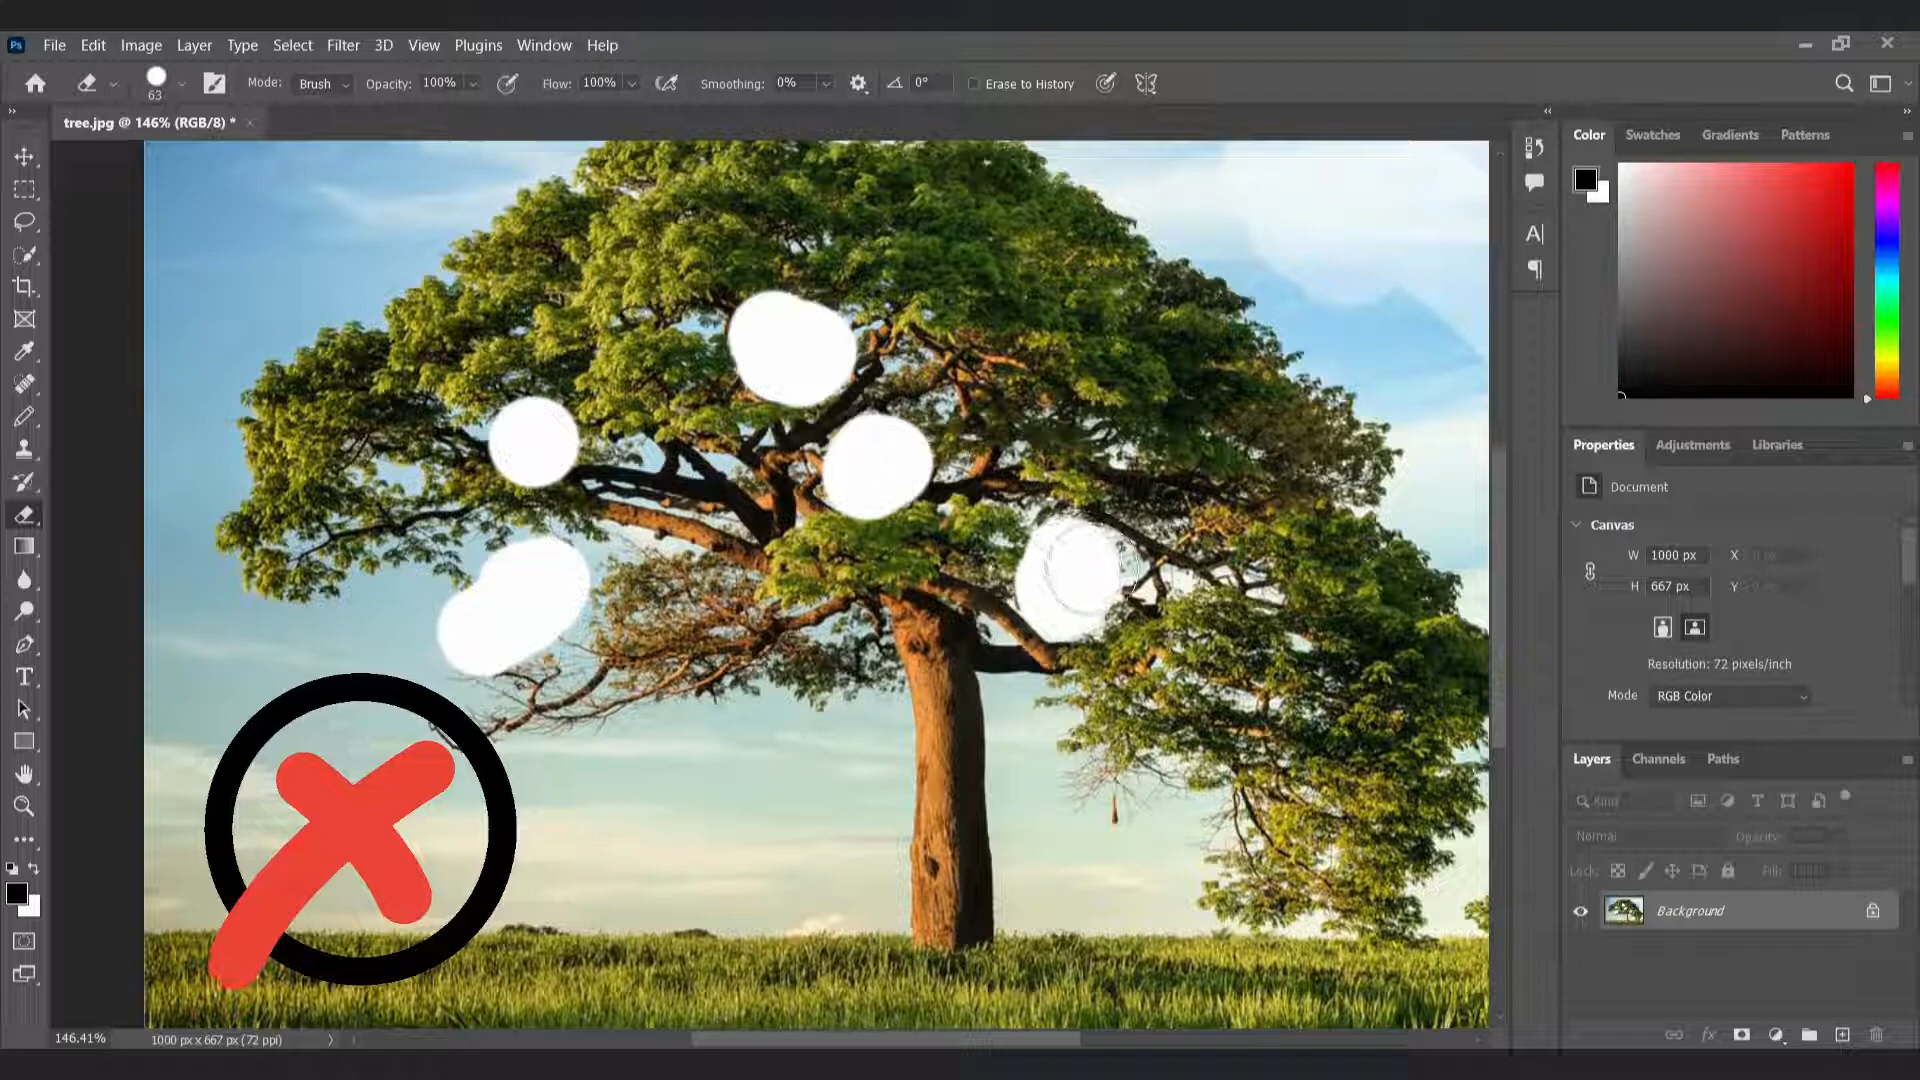 Ps File Edit Image Layer Type Select Filter 3D View Plugins Window Help
63 Mode: Brush Opacity: 100% Flow: 100% Smoothing: 0% 0° Erase to History
tree.jpg @ 146% (RGB/8) *
Color Swatches Gradients Patterns
Properties Adjustments Libraries
Document
Canvas
W 1000 px X
H 667 px Y
Resolution: 72 pixels/inch
Mode RGB Color
Layers Channels Paths
Kind
Normal Opacity:
Lock: Fill:
Background
146.41% 1000 px x 667 px (72 ppi)